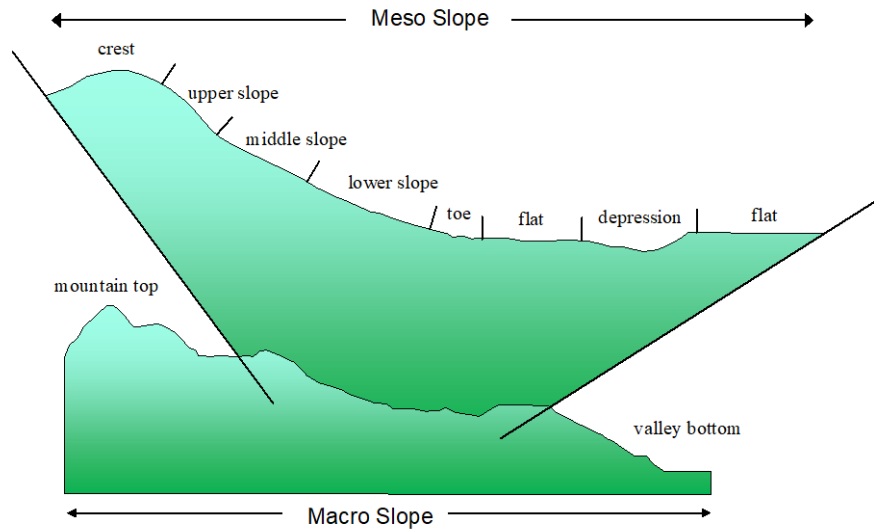 Meso Slope
crest
upper slope
middle slope
lower slope
toe
flat
depression
flat
mountain top
valley bottom
Macro Slope